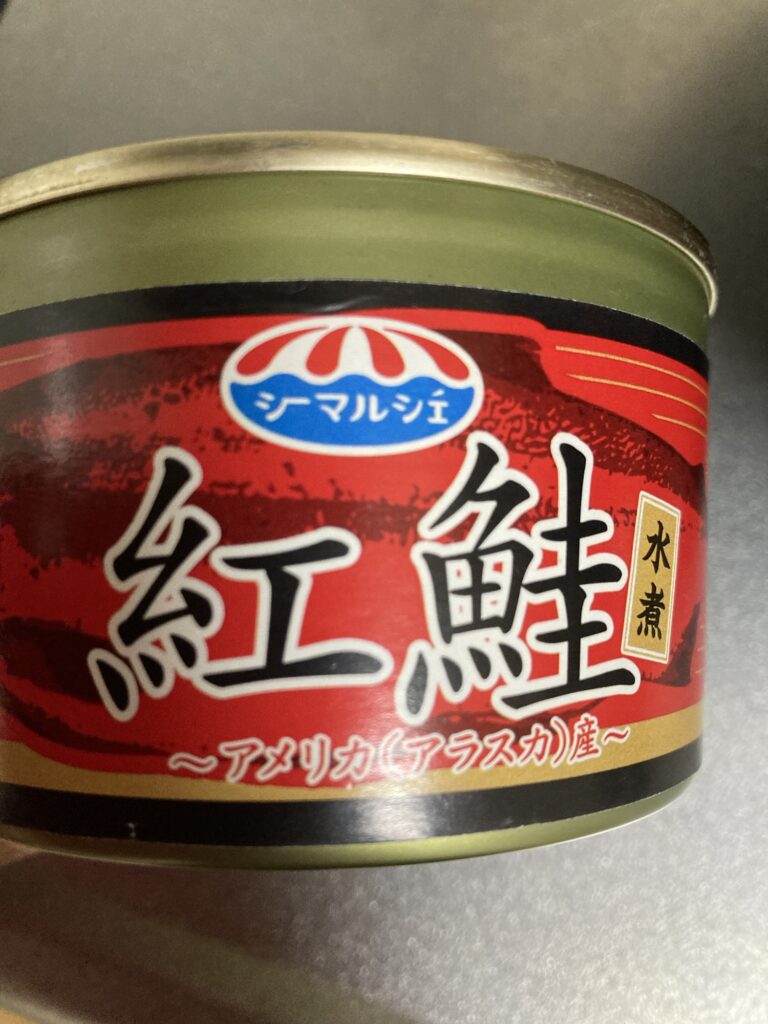 シーマルシェ
紅鮭
水煮
～アメリカ(アラスカ)産～